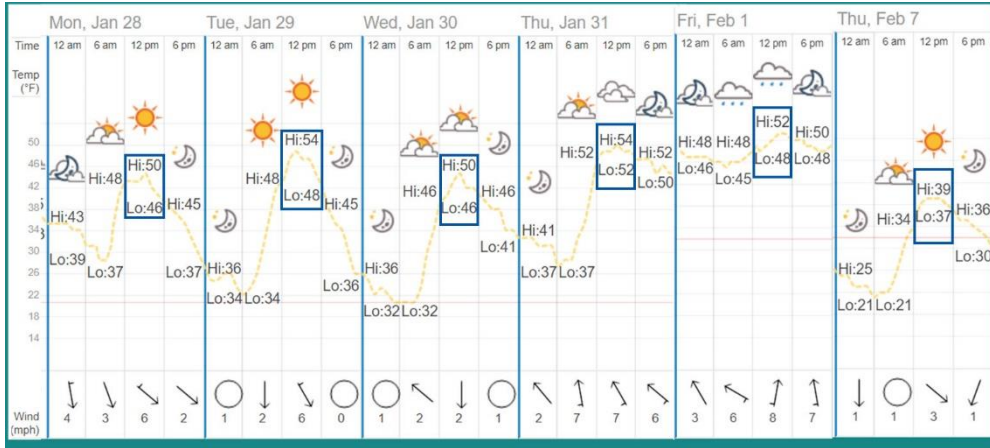 Mon, Jan 28 Tue, Jan 29 Wed, Jan 30 Thu, Jan 31 Fri, Feb 1 Thu, Feb 7
Time 12 am 6 am 12 pm 6 pm 12 am 6 am 12 pm 6 pm 12 am 6 am 12 pm 6 pm 12 am 6 am 12 pm 6 pm 12 am 6 am 12 pm 6 pm 12 am 6 am 12 pm 6 pm
Temp
(°F)
50
46
42
38
34
30
26
22
18
14
Hi:43 Hi:48 Hi:50 Hi:45 Hi:36 Hi:48 Hi:54 Hi:45 Hi:36 Hi:46 Hi:50 Hi:46 Hi:41 Hi:52 Hi:54 Hi:52 Hi:48 Hi:48 Hi:52 Hi:50 Hi:25 Hi:34 Hi:39 Hi:36
Lo:39 Lo:37 Lo:46 Lo:37 Lo:34 Lo:34 Lo:48 Lo:36 Lo:32 Lo:32 Lo:46 Lo:41 Lo:37 Lo:37 Lo:52 Lo:50 Lo:46 Lo:45 Lo:48 Lo:48 Lo:21 Lo:21 Lo:37 Lo:30
Wind
(mph)
4 3 6 2 1 2 6 0 1 2 2 1 2 7 7 6 3 6 8 7 1 1 3 1